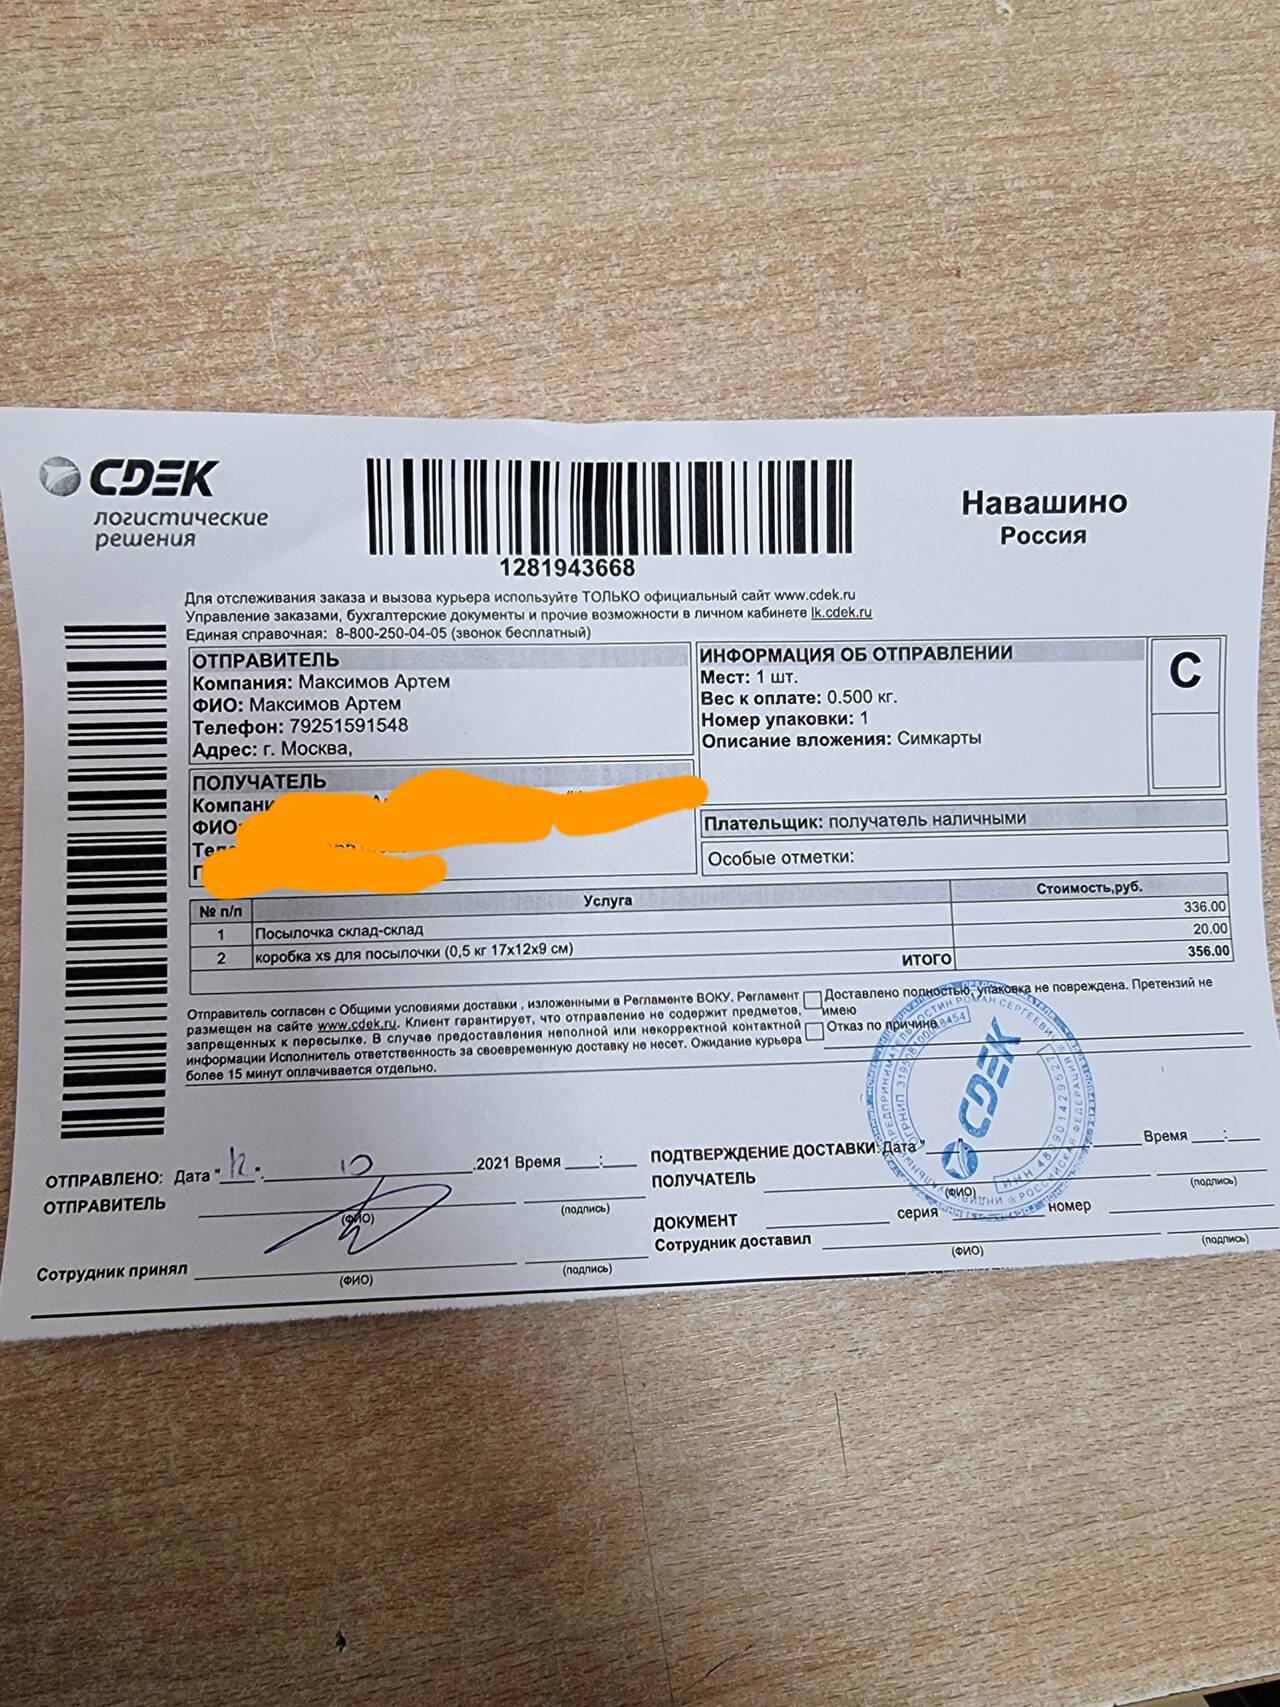 CDEK
логистические
решения
1281943668
Навашино
Россия
Для отслеживания заказа и вызова курьера используйте ТОЛЬКО официальный сайт www.cdek.ru
Управление заказами, бухгалтерские документы и прочие возможности в личном кабинете lk.cdek.ru
Единая справочная: 8-800-250-04-05 (звонок бесплатный)
ОТПРАВИТЕЛЬ
Компания: Максимов Артем
ФИО: Максимов Артем
Телефон: 79251591548
Адрес: г. Москва,
ИНФОРМАЦИЯ ОБ ОТПРАВЛЕНИИ
Мест: 1 шт.
Вес к оплате: 0.500 кг.
Номер упаковки: 1
Описание вложения: Симкарты
С
ПОЛУЧАТЕЛЬ
ФИО:
Плательщик: получатель наличными
Особые отметки:
№ п/п Услуга Стоимость,руб.
1 Посылочка склад-склад 336.00
2 коробка xs для посылочки (0,5 кг 17x12x9 см) 20.00
ИТОГО 356.00
Отправитель согласен с Общими условиями доставки , изложенными в Регламенте ВОКУ. Регламент
размещен на сайте www.cdek.ru. Клиент гарантирует, что отправление не содержит предметов,
запрещенных к пересылке. В случае предоставления неполной или некорректной контактной
информации Исполнитель ответственность за своевременную доставку не несет. Ожидание курьера
более 15 минут оплачивается отдельно.
Доставлено полностью, упаковка не повреждена. Претензий не
имею
Отказ по причине
CDEK
ОТПРАВЛЕНО: Дата "12". 10 .2021 Время __:__
ОТПРАВИТЕЛЬ
(ФИО) (подпись)
Сотрудник принял
(ФИО) (подпись)
ПОДТВЕРЖДЕНИЕ ДОСТАВКИ: Дата "__" Время __:__
ПОЛУЧАТЕЛЬ
(ФИО) (подпись)
ДОКУМЕНТ серия номер
Сотрудник доставил
(ФИО) (подпись)